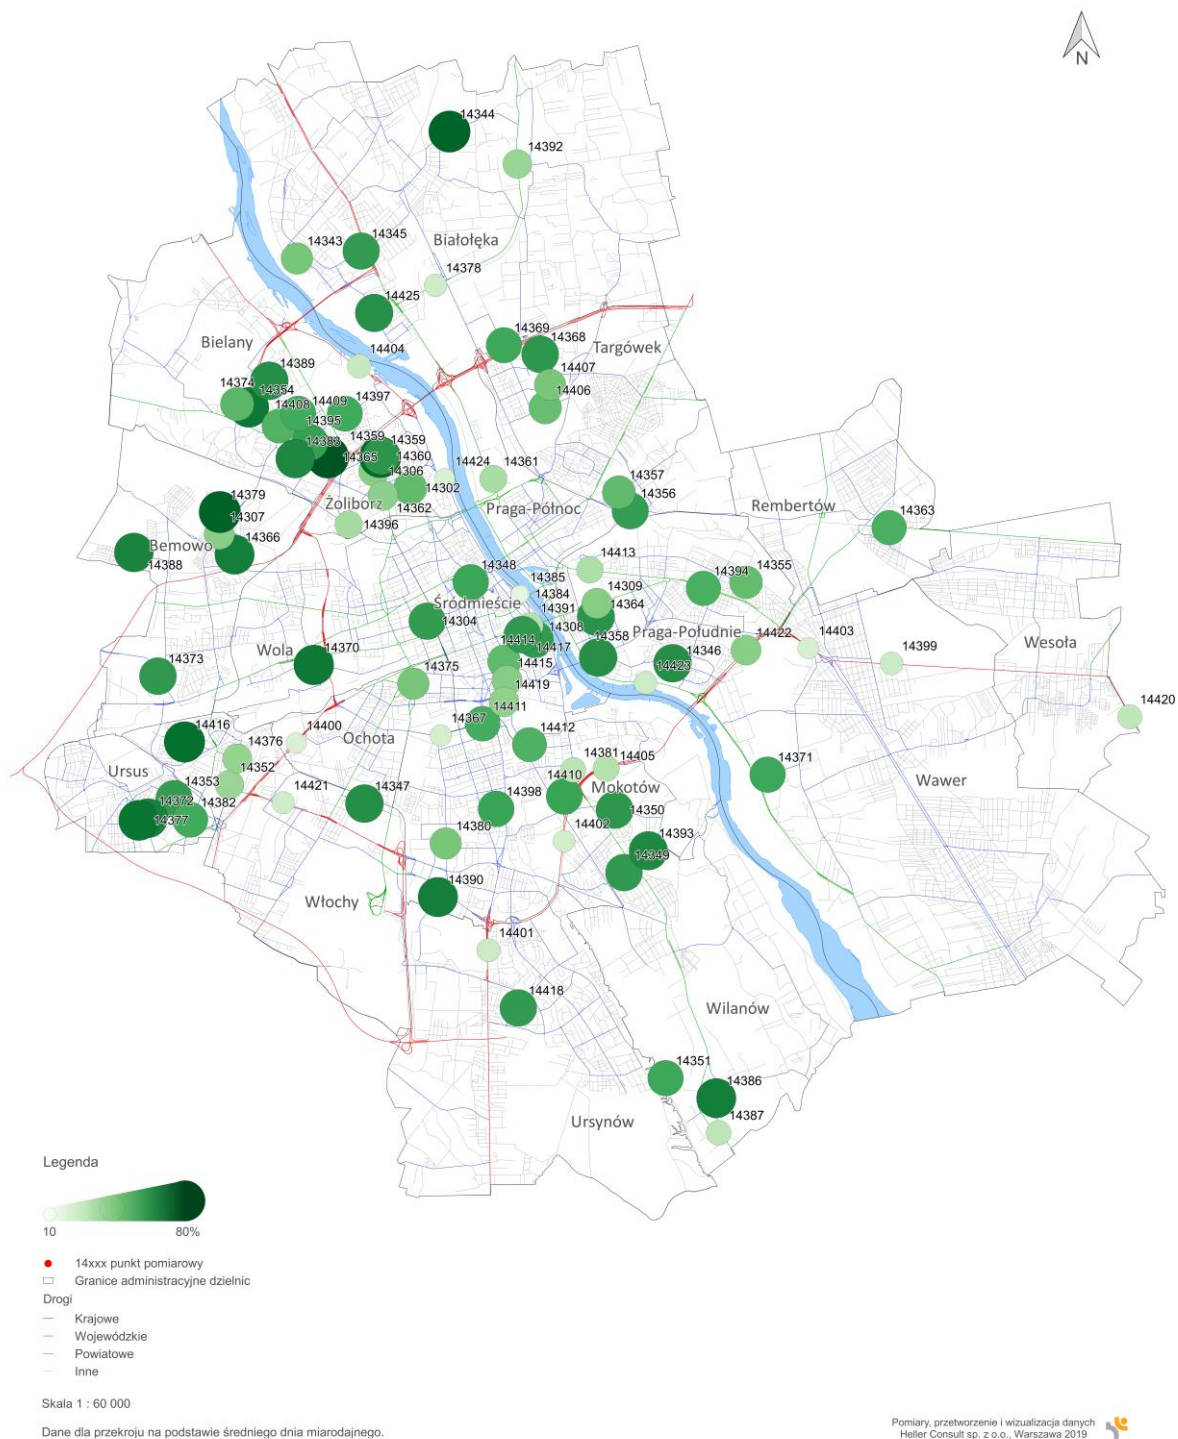 N
14344
14392
14343
14345
Białołęka
14378
14425
14369
14368
Bielany
Targówek
14404
14389
14407
14374
14354
14406
14408
14409
14397
14395
14383
14359
14359
14365
14360
14306
14424
14361
14302
14357
14379
Żoliborz
14362
Praga-Północ
14356
Rembertów
14307
14396
14363
Bemowo
14366
14388
14413
14348
14385
14394
14355
14384
14309
Śródmieście
14391
14364
14304
14308
14358
Praga-Południe
14414
14417
14422
14403
Wesoła
Wola
14370
14346
14399
14373
14375
14415
14423
14419
14420
14416
14411
14400
14367
14412
14376
Ochota
Ursus
14352
14381
14405
14371
Wawer
14353
14421
14347
14410
Mokotów
14372
14382
14398
14350
14377
14380
14402
14393
14349
14390
Włochy
14401
14418
Wilanów
14351
14386
14387
Ursynów
Legenda
10
80%
14xxx punkt pomiarowy
Granice administracyjne dzielnic
Drogi
Krajowe
Wojewódzkie
Powiatowe
Inne
Skala 1 : 60 000
Dane dla przekroju na podstawie średniego dnia miarodajnego.
Pomiary, przetworzenie i wizualizacja danych
Heller Consult sp. z o.o., Warszawa 2019